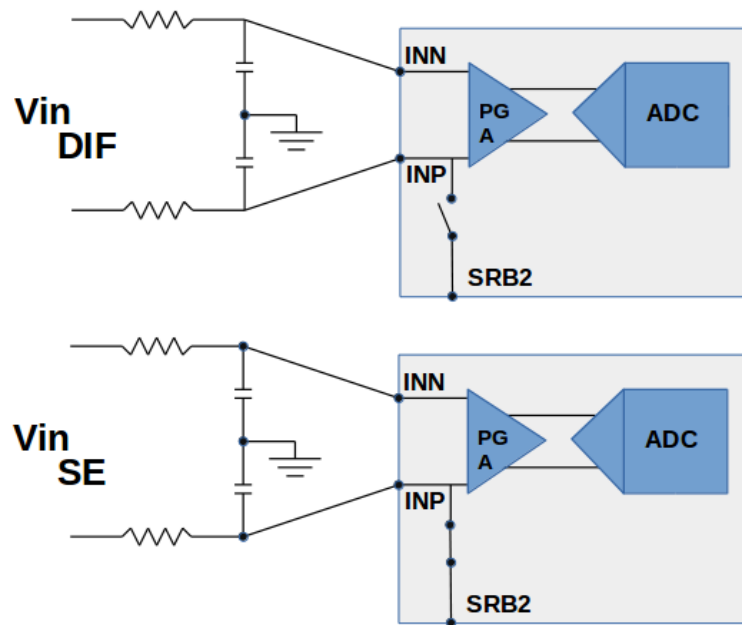 INN
Vin
DIF
PG
A
ADC
INP
SRB2
INN
Vin
SE
PG
A
ADC
INP
SRB2